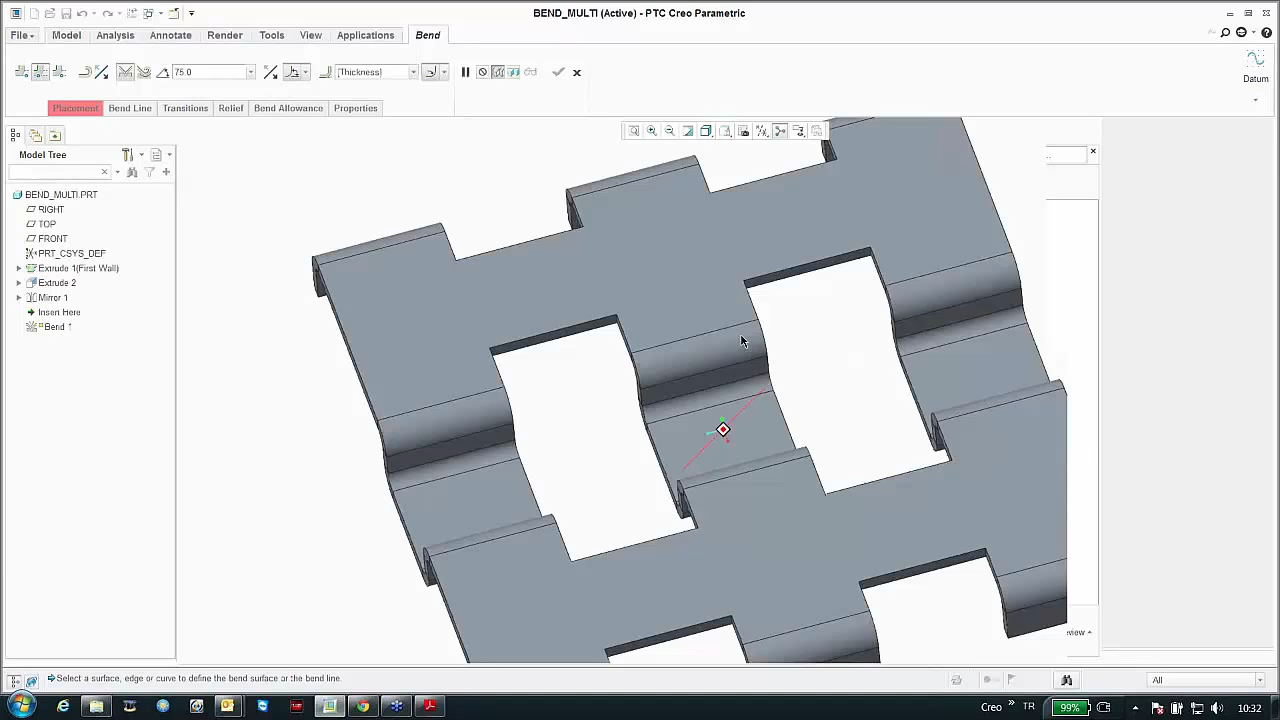 BEND_MULTI (Active) - PTC Creo Parametric
File Model Analysis Annotate Render Tools View Applications Bend
75.0 [Thickness] Datum
Placement Bend Line Transitions Relief Bend Allowance Properties
Model Tree
...
BEND_MULTI.PRT
RIGHT
TOP
FRONT
PRT_CSYS_DEF
Extrude 1(First Wall)
Extrude 2
Mirror 1
Insert Here
Bend 1
eview
Select a surface, edge or curve to define the bend surface or the bend line.
All
Creo » TR 99% 10:32